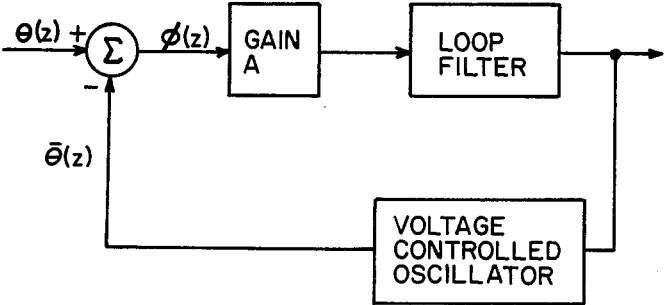 θ(z) +
Σ
ϕ(z)
GAIN
A
LOOP
FILTER
-
θ̄(z)
VOLTAGE
CONTROLLED
OSCILLATOR